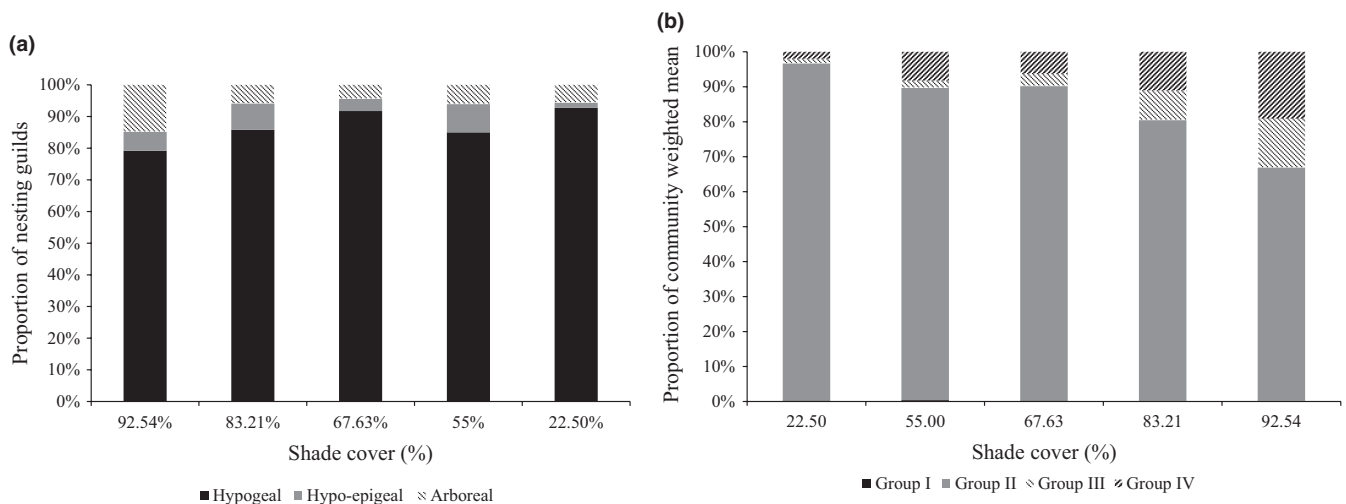 (a)
Proportion of nesting guilds
100%
90%
80%
70%
60%
50%
40%
30%
20%
10%
0%
92.54% 83.21% 67.63% 55% 22.50%
Shade cover (%)
Hypogeal Hypo-epigeal Arboreal
(b)
Proportion of community weighted mean
100%
90%
80%
70%
60%
50%
40%
30%
20%
10%
0%
22.50 55.00 67.63 83.21 92.54
Shade cover (%)
Group I Group II Group III Group IV